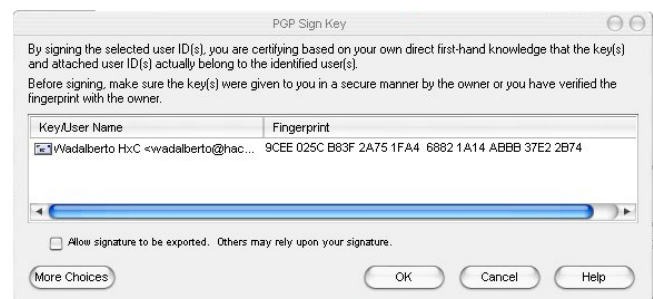 PGP Sign Key
By signing the selected user ID(s), you are certifying based on your own direct first-hand knowledge that the key(s)
and attached user ID(s) actually belong to the identified user(s).
Before signing, make sure the key(s) were given to you in a secure manner by the owner or you have verified the
fingerprint with the owner.
Key/User Name Fingerprint
Wadalberto HxC <wadalberto@hac... 9CEE 025C B83F 2A75 1FA4 6882 1A14 ABBB 37E2 2B74
Allow signature to be exported. Others may rely upon your signature.
More Choices OK Cancel Help